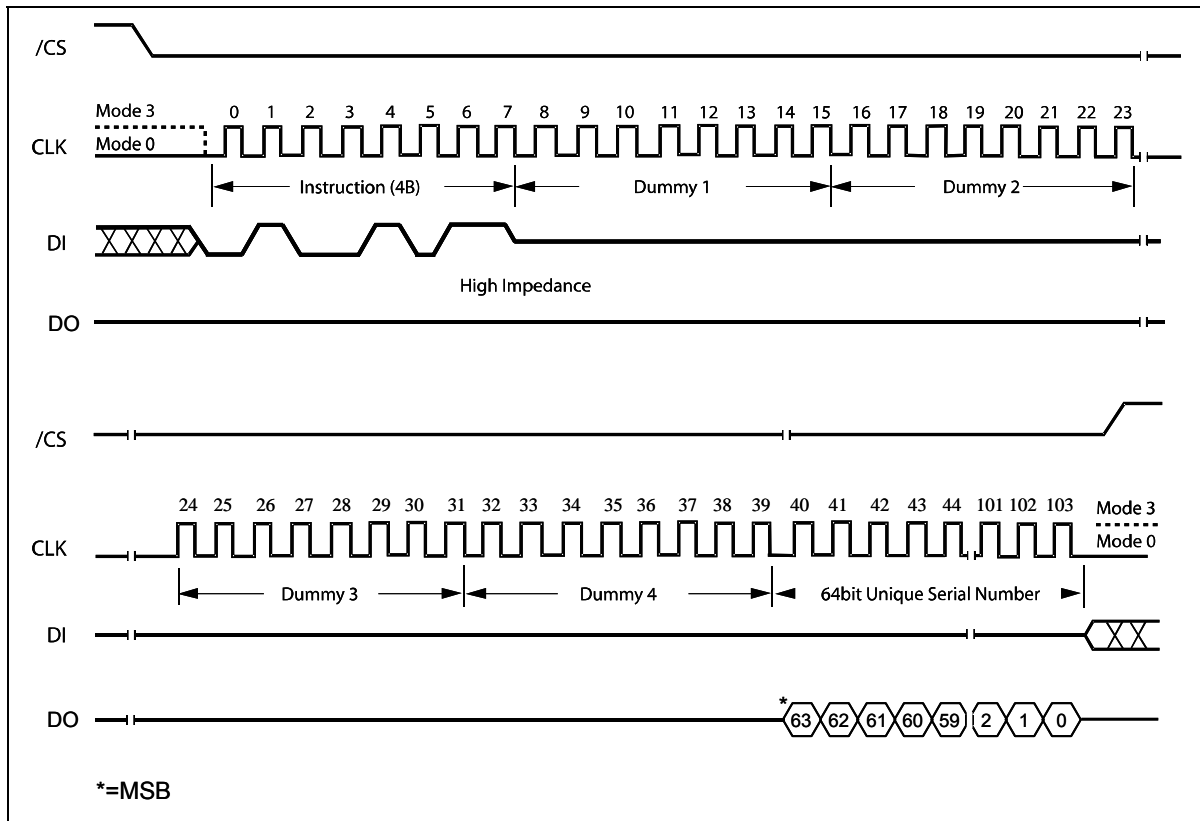 /CS
Mode 3
0 1 2 3 4 5 6 7 8 9 10 11 12 13 14 15 16 17 18 19 20 21 22 23
CLK
Mode 0
Instruction (4B) Dummy 1 Dummy 2
DI
High Impedance
DO
/CS
24 25 26 27 28 29 30 31 32 33 34 35 36 37 38 39 40 41 42 43 44 101 102 103
Mode 3
CLK
Mode 0
Dummy 3 Dummy 4 64bit Unique Serial Number
DI
*
DO 63 62 61 60 59 2 1 0
*=MSB